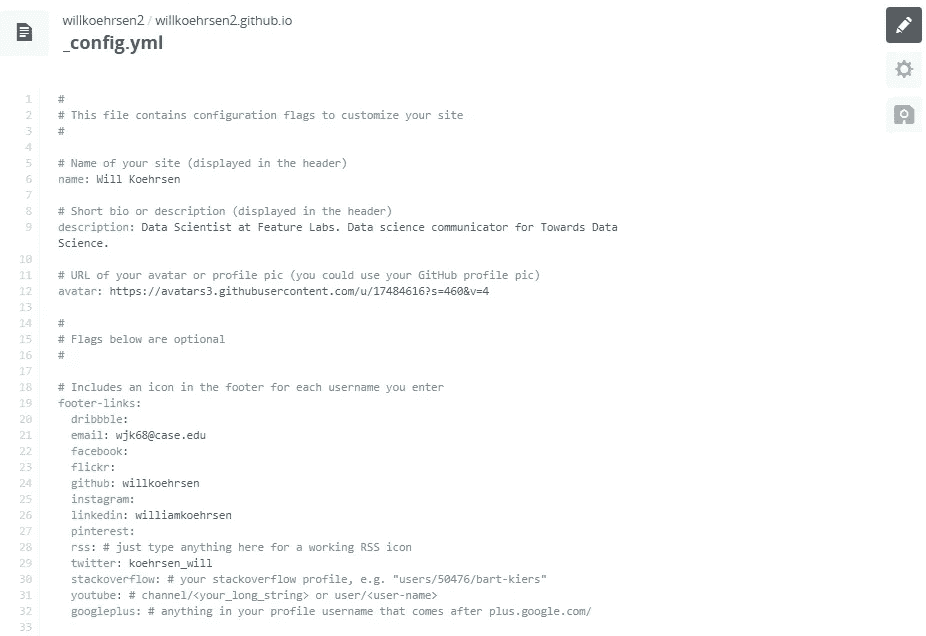 willkoehrsen2 / willkoehrsen2.github.io
_config.yml
1 #
2 # This file contains configuration flags to customize your site
3 #
4
5 # Name of your site (displayed in the header)
6 name: Will Koehrsen
7
8 # Short bio or description (displayed in the header)
9 description: Data Scientist at Feature Labs. Data science communicator for Towards Data
Science.
10
11 # URL of your avatar or profile pic (you could use your GitHub profile pic)
12 avatar: https://avatars3.githubusercontent.com/u/17484616?s=460&v=4
13
14 #
15 # Flags below are optional
16 #
17
18 # Includes an icon in the footer for each username you enter
19 footer-links:
20 dribbble:
21 email: wjk68@case.edu
22 facebook:
23 flickr:
24 github: willkoehrsen
25 instagram:
26 linkedin: williamkoehrsen
27 pinterest:
28 rss: # just type anything here for a working RSS icon
29 twitter: koehrsen_will
30 stackoverflow: # your stackoverflow profile, e.g. "users/50476/bart-kiers"
31 youtube: # channel/<your_long_string> or user/<user-name>
32 googleplus: # anything in your profile username that comes after plus.google.com/
33